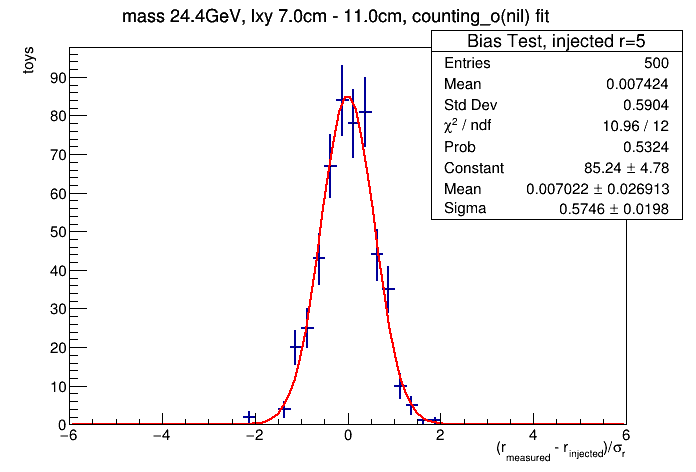 mass 24.4GeV, lxy 7.0cm - 11.0cm, counting_o(nil) fit
Bias Test, injected r=5
Entries 500
Mean 0.007424
Std Dev 0.5904
χ² / ndf 10.96 / 12
Prob 0.5324
Constant 85.24 ± 4.78
Mean 0.007022 ± 0.026913
Sigma 0.5746 ± 0.0198
toys
90
80
70
60
50
40
30
20
10
0
−6 −4 −2 0 2 4 6
(r_measured - r_injected)/σ_r